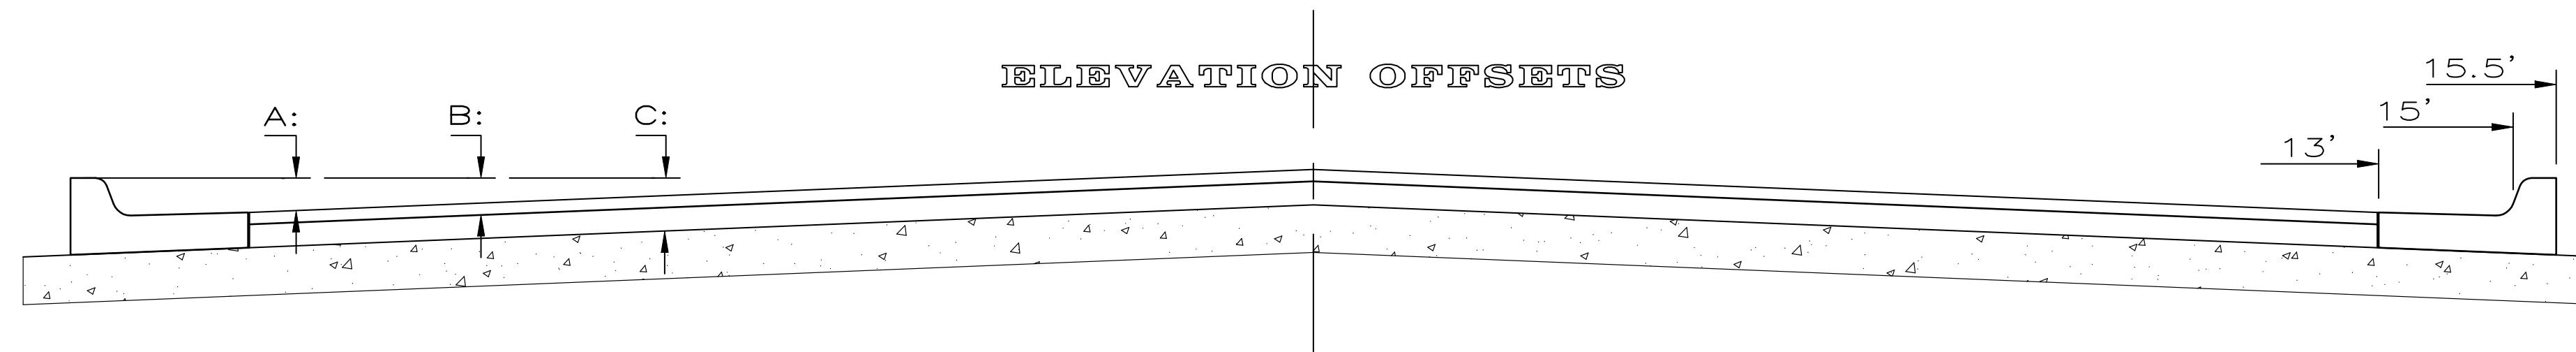 ELEVATION OFFSETS
15.5’
A: B: C: 15’
13’